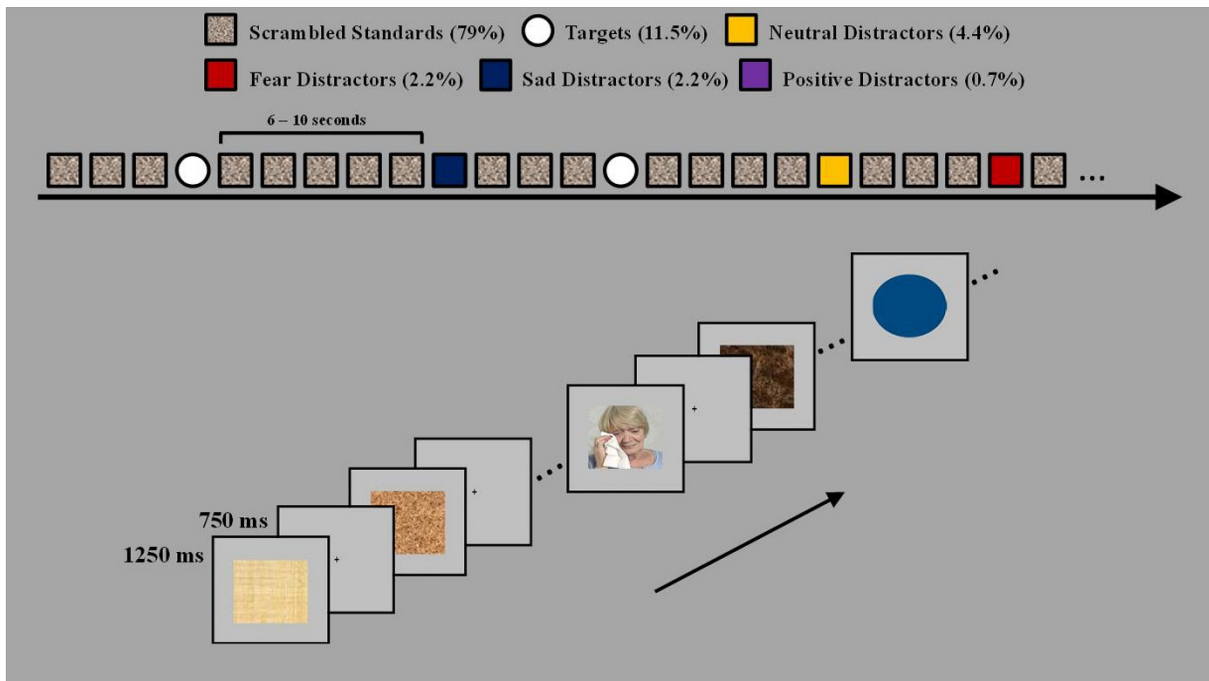 Scrambled Standards (79%) Targets (11.5%) Neutral Distractors (4.4%)
Fear Distractors (2.2%) Sad Distractors (2.2%) Positive Distractors (0.7%)
6 – 10 seconds
...
750 ms
1250 ms